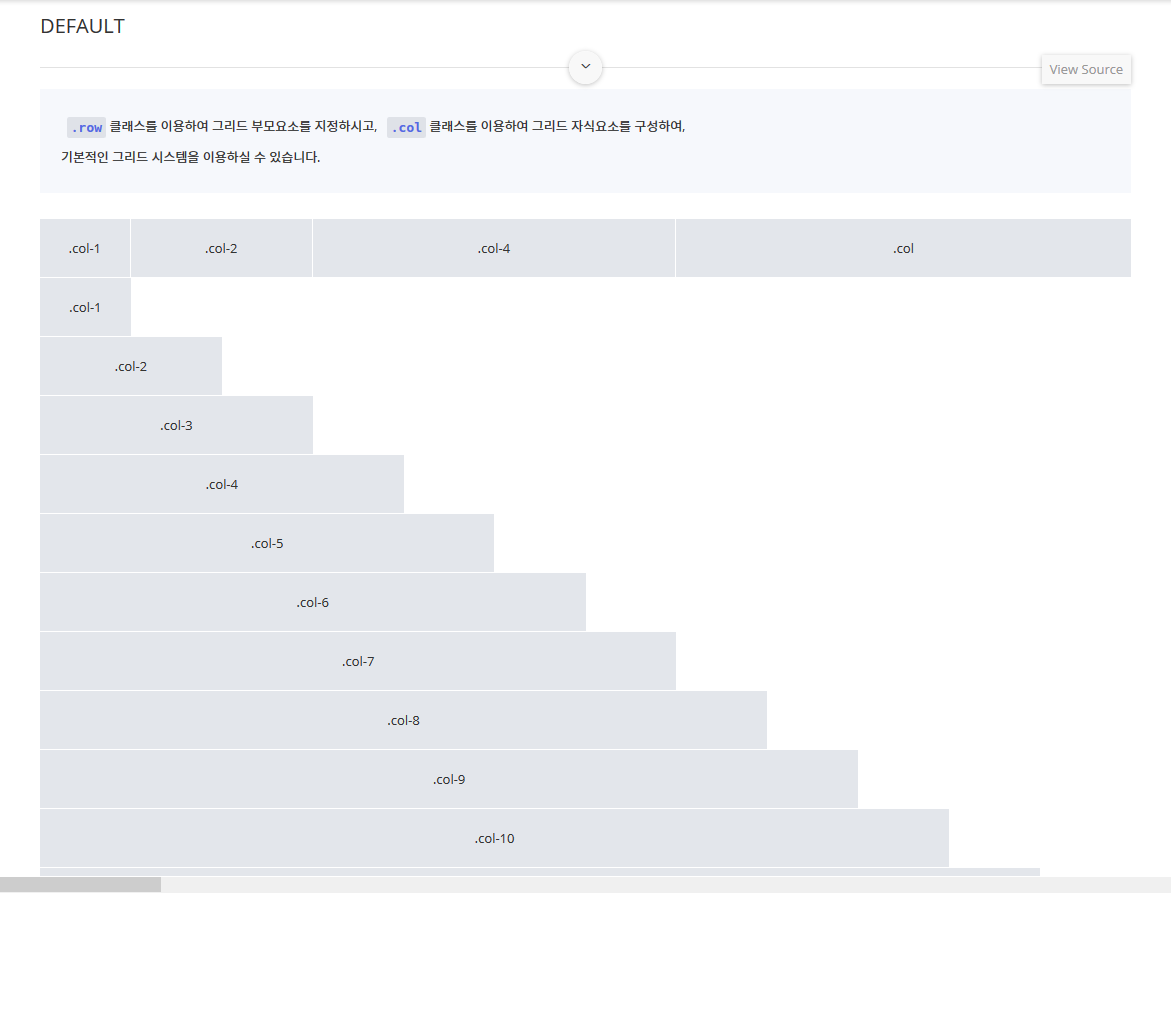 DEFAULT
View Source
.row 클래스를 이용하여 그리드 부모요소를 지정하시고, .col 클래스를 이용하여 그리드 자식요소를 구성하여,
기본적인 그리드 시스템을 이용하실 수 있습니다.
.col-1 .col-2 .col-4 .col
.col-1
.col-2
.col-3
.col-4
.col-5
.col-6
.col-7
.col-8
.col-9
.col-10